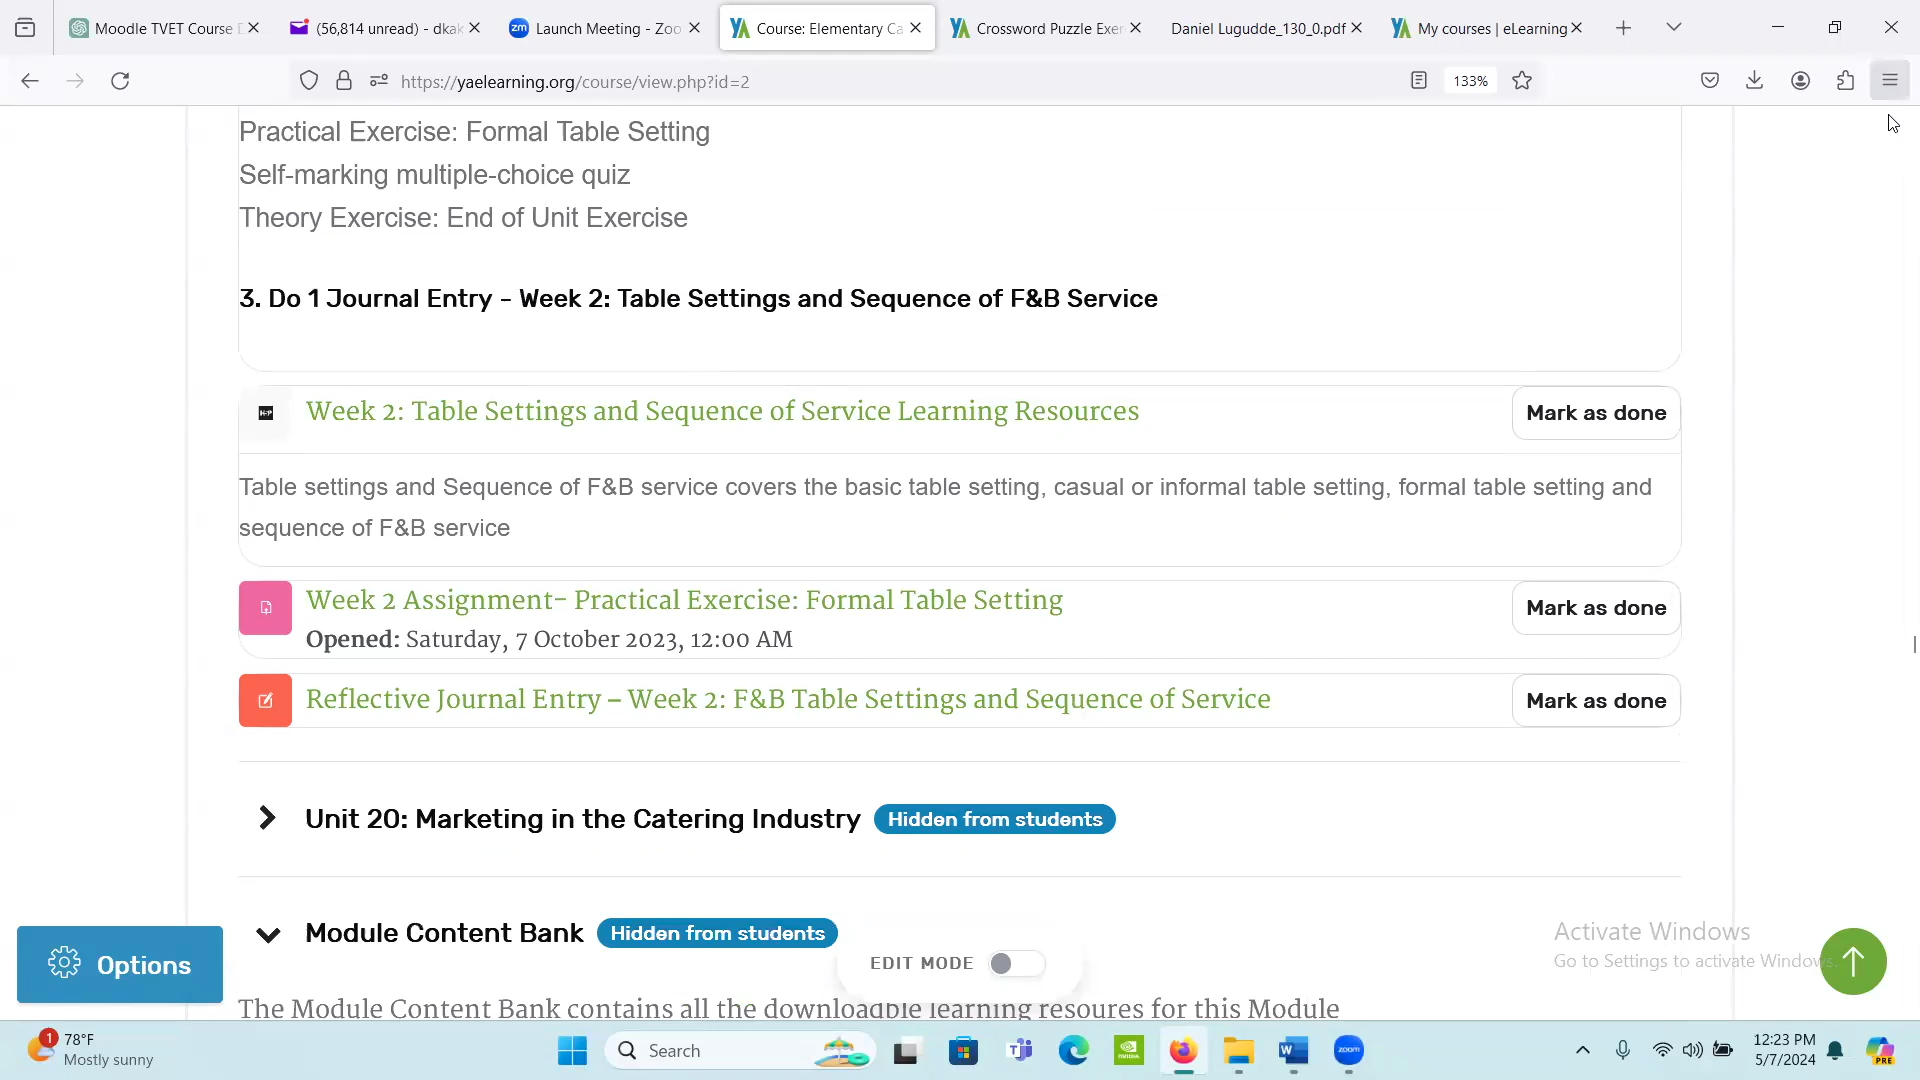 Moodle TVET Course D
(56,814 unread) - dkak
zm
Launch Meeting - Zoo
Course: Elementary Ca
Crossword Puzzle Exer
Daniel Lugudde_130_0.pdf
My courses | eLearning
https://yaelearning.org/course/view.php?id=2
133%
Practical Exercise: Formal Table Setting
Self-marking multiple-choice quiz
Theory Exercise: End of Unit Exercise
3. Do 1 Journal Entry - Week 2: Table Settings and Sequence of F&B Service
H-P
Week 2: Table Settings and Sequence of Service Learning Resources
Mark as done
Table settings and Sequence of F&B service covers the basic table setting, casual or informal table setting, formal table setting and
sequence of F&B service
Week 2 Assignment- Practical Exercise: Formal Table Setting
Mark as done
Opened: Saturday, 7 October 2023, 12:00 AM
Reflective Journal Entry – Week 2: F&B Table Settings and Sequence of Service
Mark as done
Unit 20: Marketing in the Catering Industry
Hidden from students
Module Content Bank
Hidden from students
Activate Windows
Go to Settings to activate Windows.
Options
EDIT MODE
The Module Content Bank contains all the downloadble learning resoures for this Module
1
78°F
Mostly sunny
Search
NVIDIA
W
zoom
12:23 PM
5/7/2024
PRE